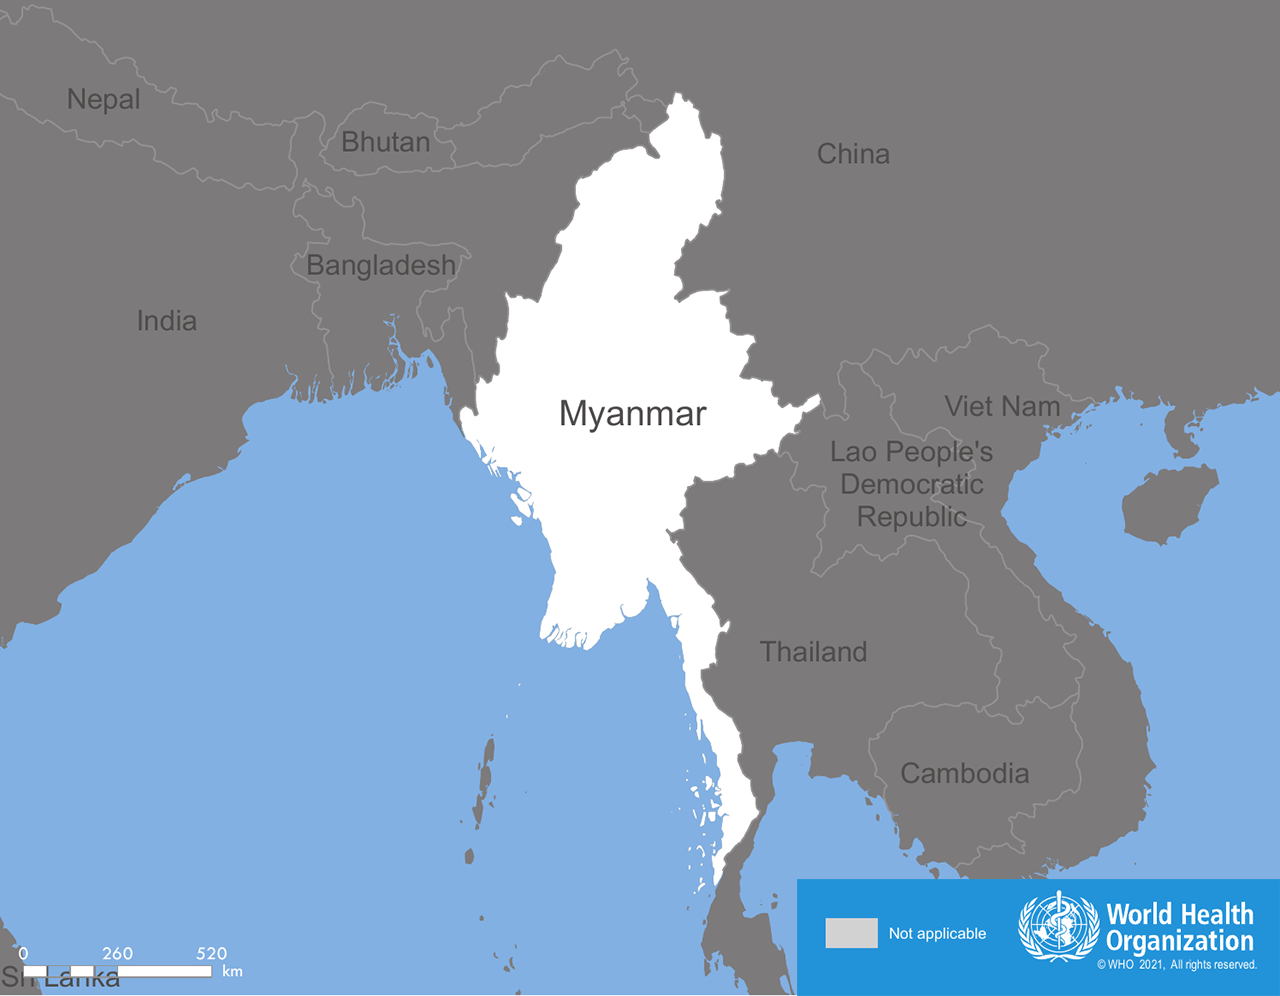 Nepal
Bhutan
China
Bangladesh
India
Myanmar
Viet Nam
Lao People's
Democratic
Republic
Thailand
Cambodia
Not applicable
World Health
Organization
© WHO 2021, All rights reserved.
0 260 520
km
Sri Lanka